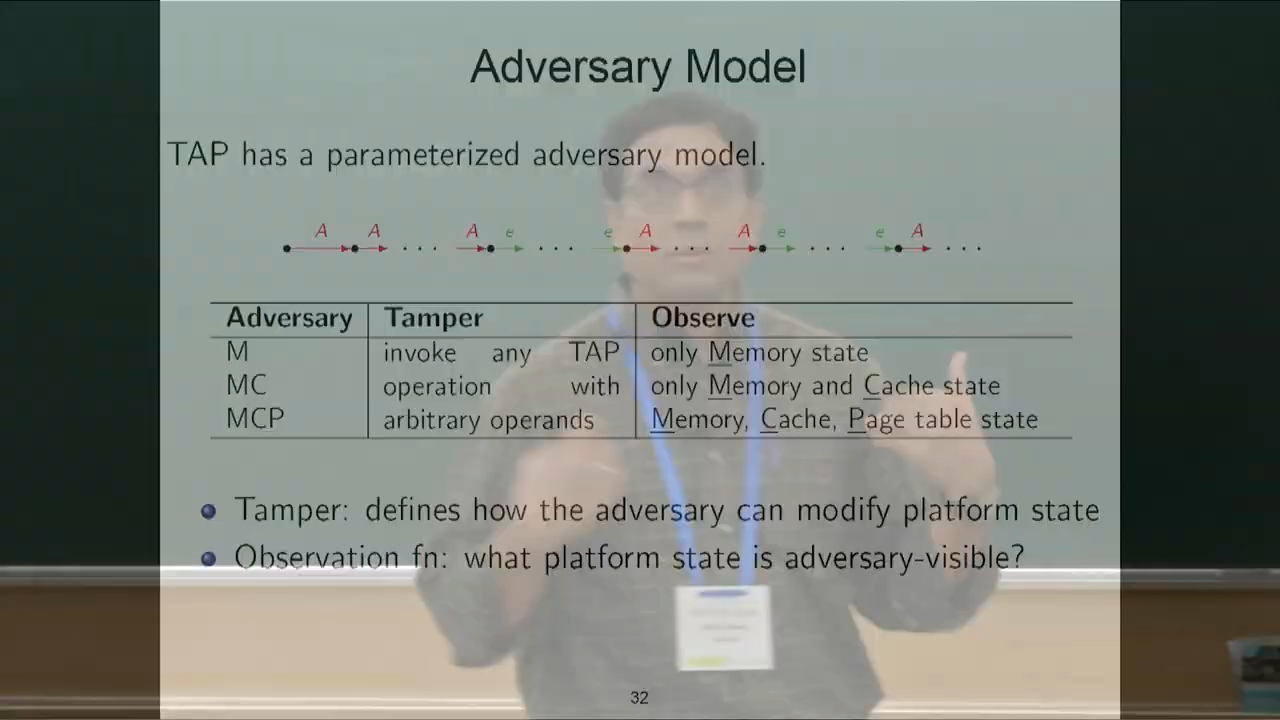 Adversary Model
TAP has a parameterized adversary model.
A A · · · A e · · · e A · · · A e · · · e A · · ·
Adversary Tamper Observe
M invoke any TAP only Memory state
MC operation with only Memory and Cache state
MCP arbitrary operands Memory, Cache, Page table state
Tamper: defines how the adversary can modify platform state
Observation fn: what platform state is adversary-visible?
32